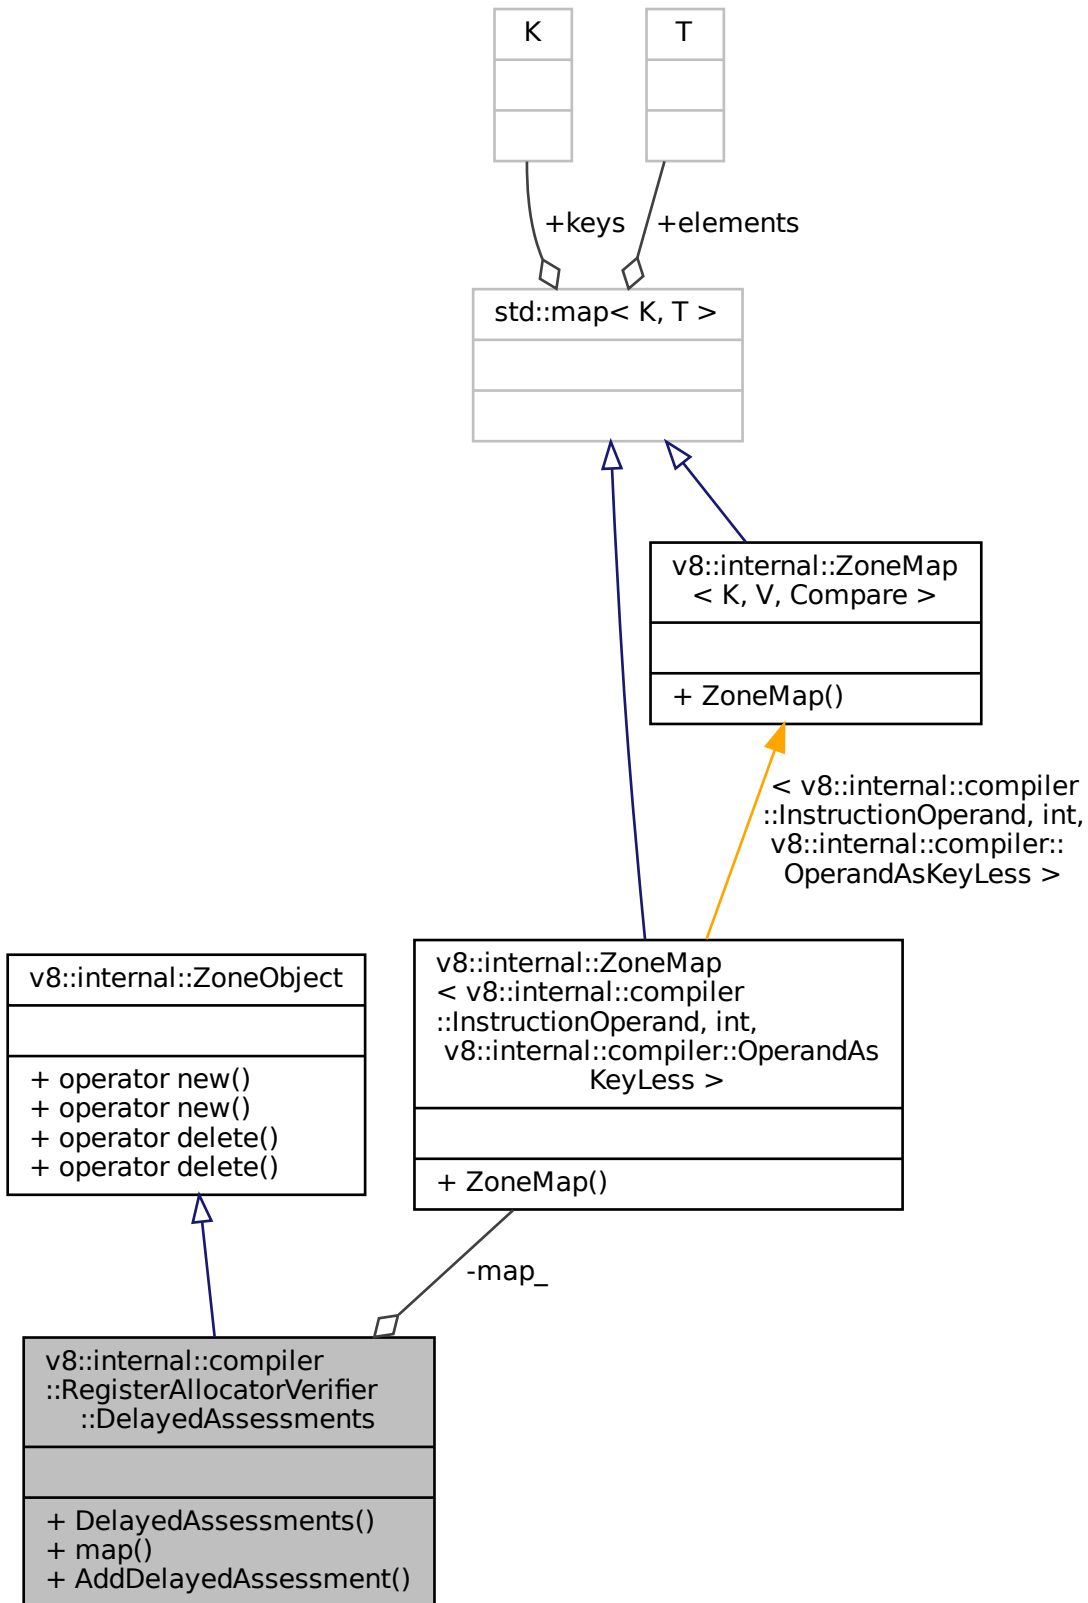 K
T
+keys
+elements
std::map< K, T >
v8::internal::ZoneMap
< K, V, Compare >
+ ZoneMap()
< v8::internal::compiler
::InstructionOperand, int,
v8::internal::compiler::
OperandAsKeyLess >
v8::internal::ZoneObject
+ operator new()
+ operator new()
+ operator delete()
+ operator delete()
v8::internal::ZoneMap
< v8::internal::compiler
::InstructionOperand, int,
v8::internal::compiler::OperandAs
KeyLess >
+ ZoneMap()
-map_
v8::internal::compiler
::RegisterAllocatorVerifier
::DelayedAssessments
+ DelayedAssessments()
+ map()
+ AddDelayedAssessment()